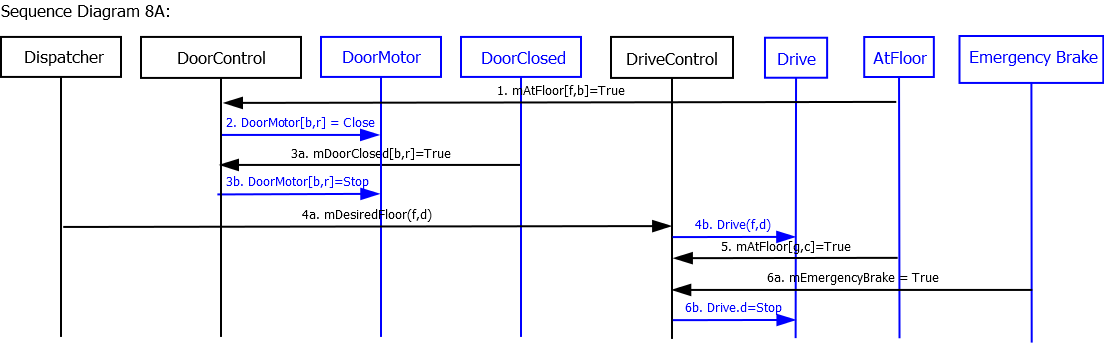 Sequence Diagram 8A:
Dispatcher
DoorControl
DoorMotor
DoorClosed
DriveControl
Drive
AtFloor
Emergency Brake
1. mAtFloor[f,b]=True
2. DoorMotor[b,r] = Close
3a. mDoorClosed[b,r]=True
3b. DoorMotor[b,r]=Stop
4a. mDesiredFloor(f,d)
4b. Drive(f,d)
5. mAtFloor[g,c]=True
6a. mEmergencyBrake = True
6b. Drive.d=Stop